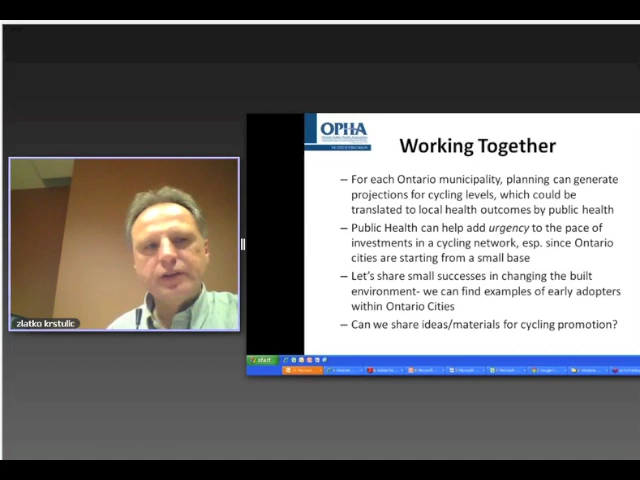 OPHA
Working Together
– For each Ontario municipality, planning can generate
projections for cycling levels, which could be
translated to local health outcomes by public health
– Public Health can help add urgency to the pace of
investments in a cycling network, esp. since Ontario
cities are starting from a small base
– Let's share small successes in changing the built
environment- we can find examples of early adopters
within Ontario Cities
– Can we share ideas/materials for cycling promotion?
zlatko krstulic
start